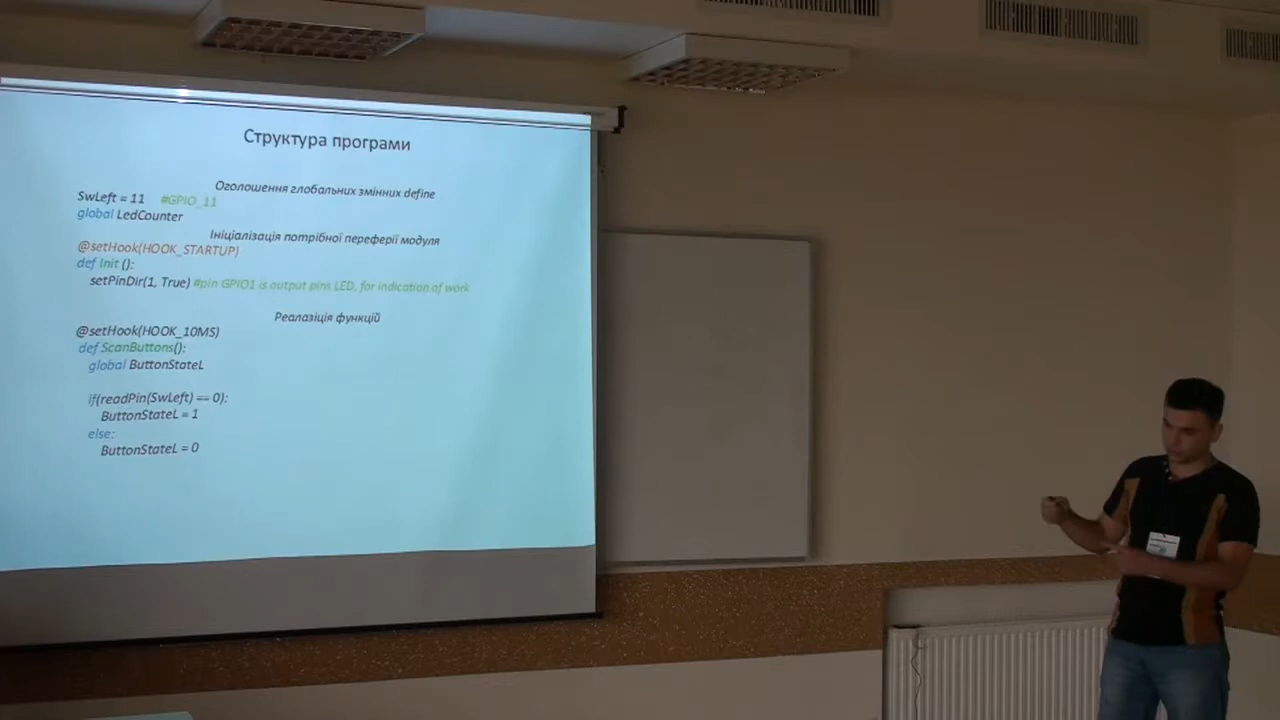 Структура програми
Оголошення глобальних змінних define
SwLeft = 11 #GPIO_11
global LedCounter
Ініціалізація потрібної переферії модуля
@setHook(HOOK_STARTUP)
def Init ():
setPinDir(1, True) #pin GPIO1 is output pins LED, for indication of work
Реалазіція функцій
@setHook(HOOK_10MS)
def ScanButtons():
global ButtonStateL
if(readPin(SwLeft) == 0):
ButtonStateL = 1
else:
ButtonStateL = 0